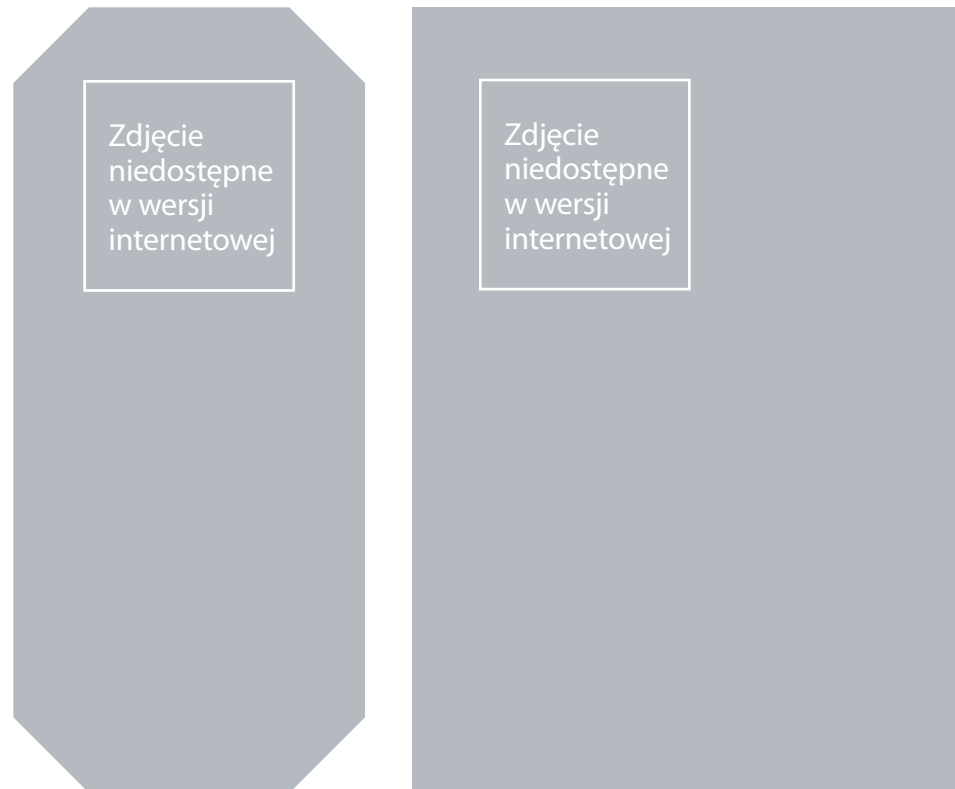 Zdjęcie
niedostępne
w wersji
internetowej
Zdjęcie
niedostępne
w wersji
internetowej